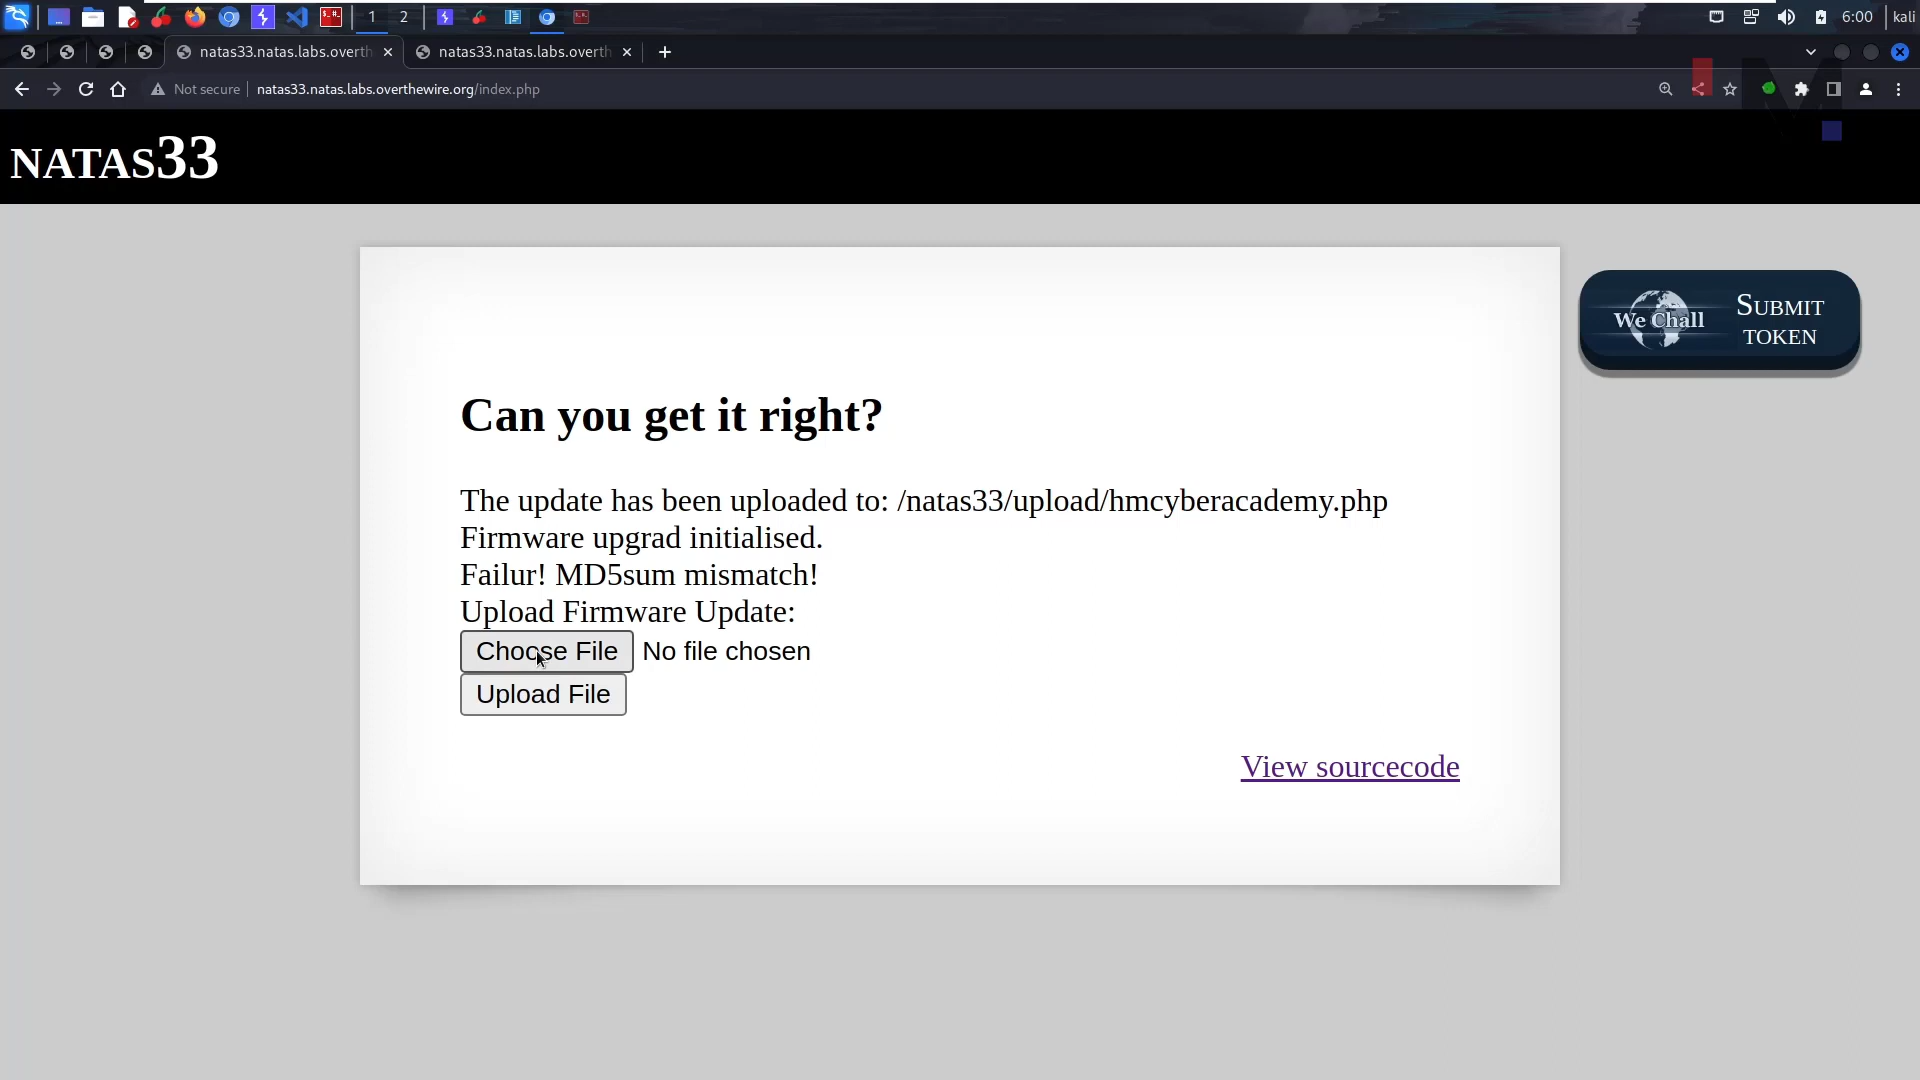 1 2
6:00 kali
natas33.natas.labs.overth
natas33.natas.labs.overth
Not secure
natas33.natas.labs.overthewire.org/index.php
NATAS33
We Chall
SUBMIT
TOKEN
Can you get it right?
The update has been uploaded to: /natas33/upload/hmcyberacademy.php
Firmware upgrad initialised.
Failur! MD5sum mismatch!
Upload Firmware Update:
Choose File No file chosen
Upload File
View sourcecode